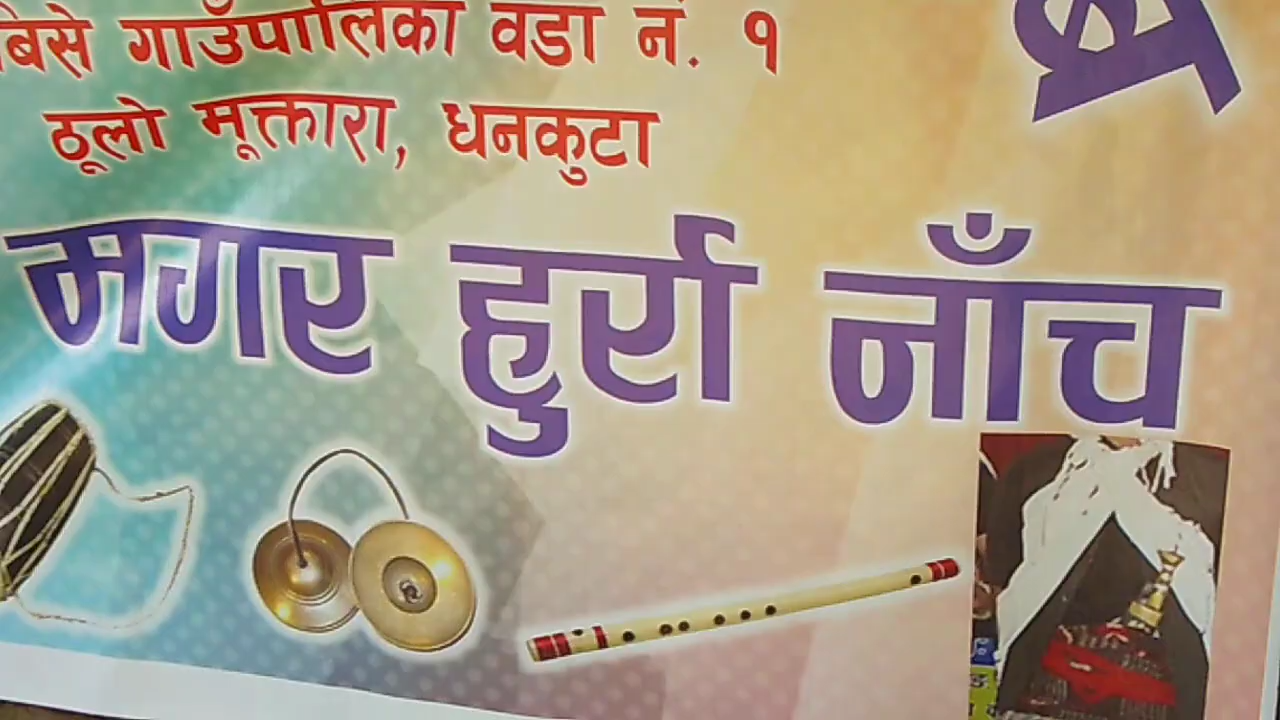 गाउँपालिका वडा नं. १
ठूलो मूक्तारा, धनकुटा
मगर हुर्रा नाँच